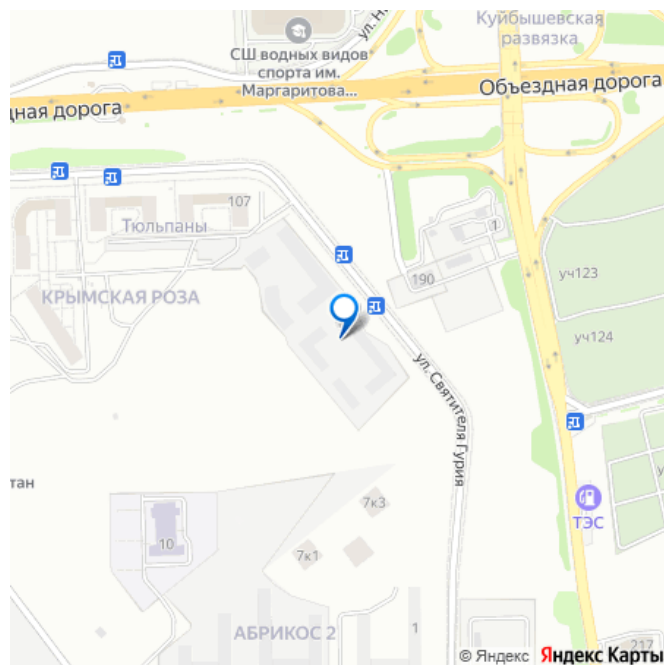 Куйбышевская
развязка
СШ водных видов
спорта им.
Маргаритова...
ул. Н
Объездная дорога
дная дорога
107
Тюльпаны
1
190
уч123
КРЫМСКАЯ РОЗА
уч124
ул. Святителя Гурия
тан
7к3
ТЭС
10
7к1
АБРИКОС 2
1
217
© Яндекс Яндекс Карты